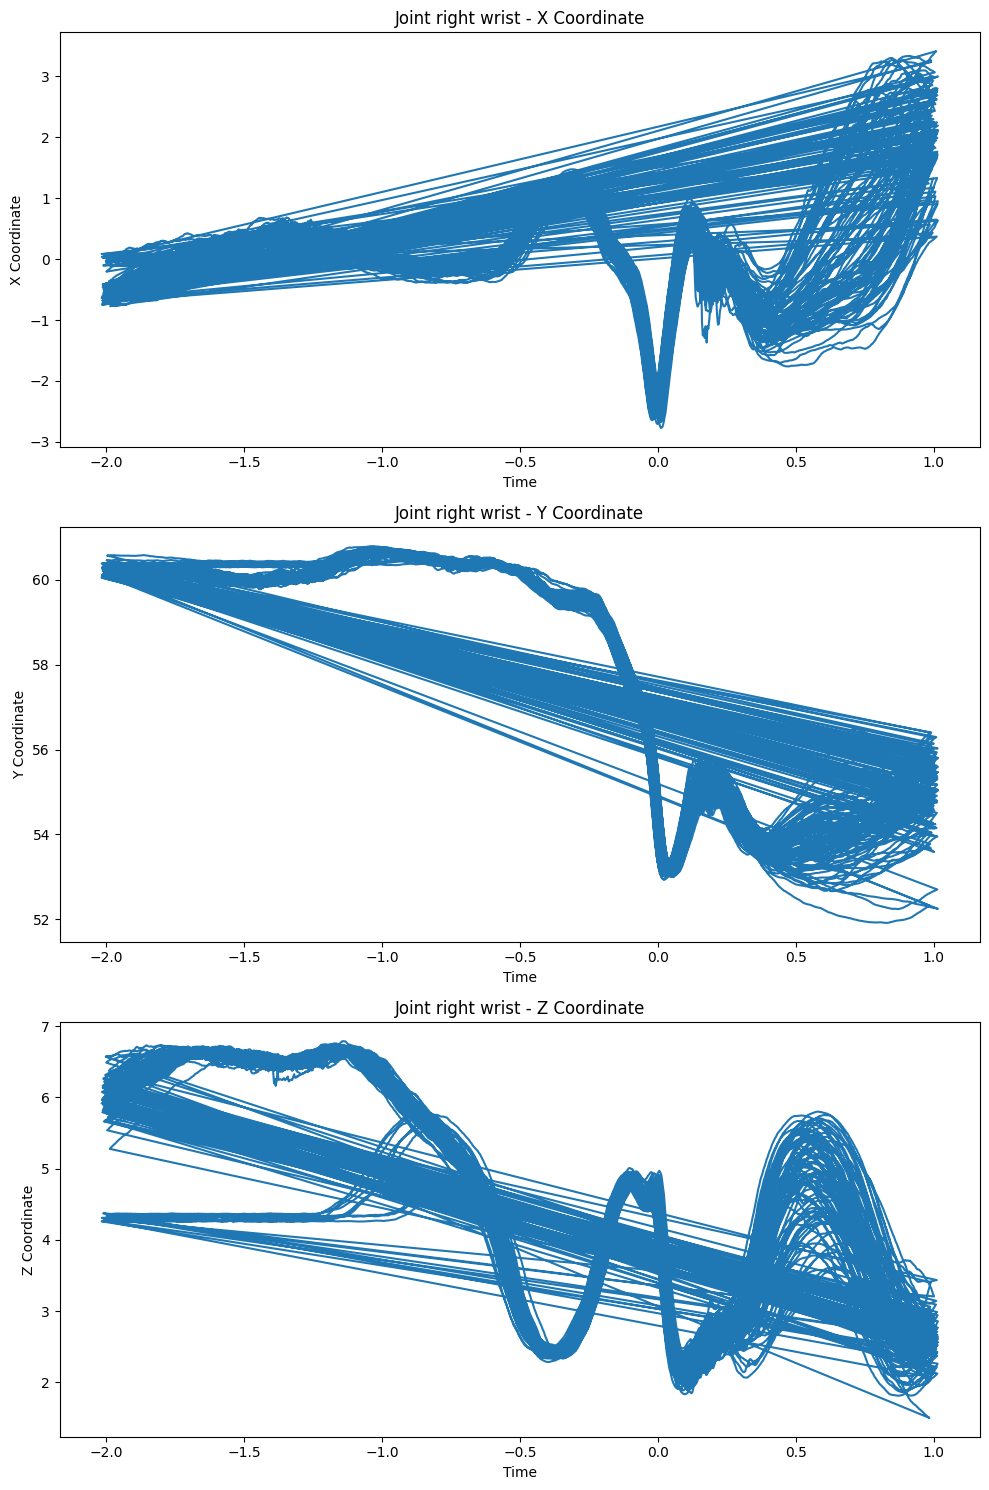 Joint right wrist - X Coordinate
3
2
1
0
−1
−2
−3
X Coordinate
−2.0 −1.5 −1.0 −0.5 0.0 0.5 1.0
Time
Joint right wrist - Y Coordinate
60
58
56
54
52
Y Coordinate
−2.0 −1.5 −1.0 −0.5 0.0 0.5 1.0
Time
Joint right wrist - Z Coordinate
7
6
5
4
3
2
Z Coordinate
−2.0 −1.5 −1.0 −0.5 0.0 0.5 1.0
Time